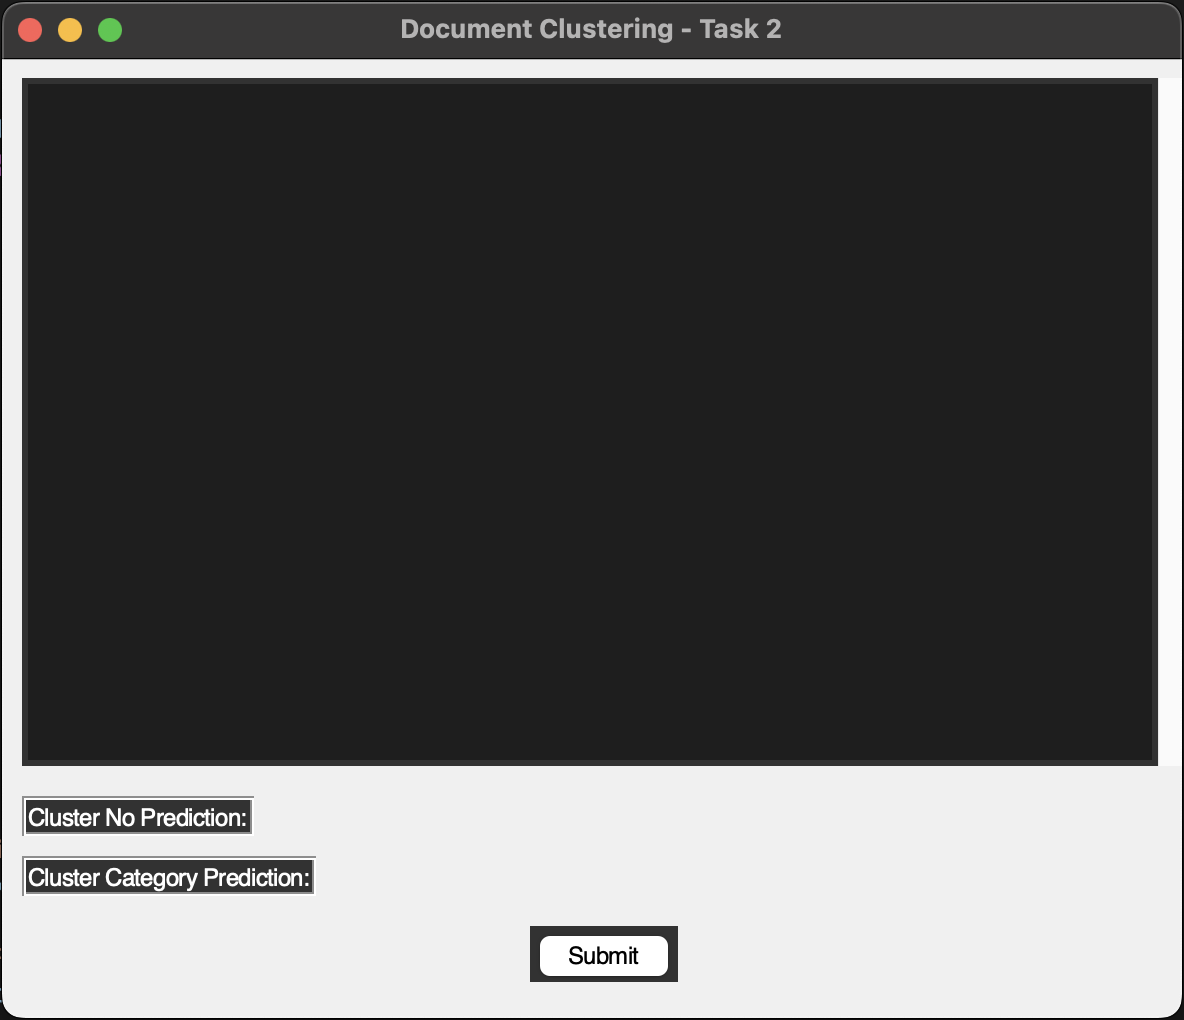 Document Clustering - Task 2
Cluster No Prediction:
Cluster Category Prediction:
Submit